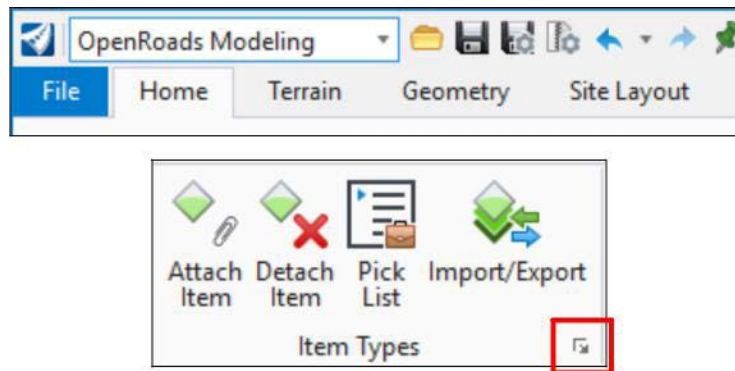 OpenRoads Modeling
File Home Terrain Geometry Site Layout
Attach Detach Pick Import/Export
Item Item List
Item Types